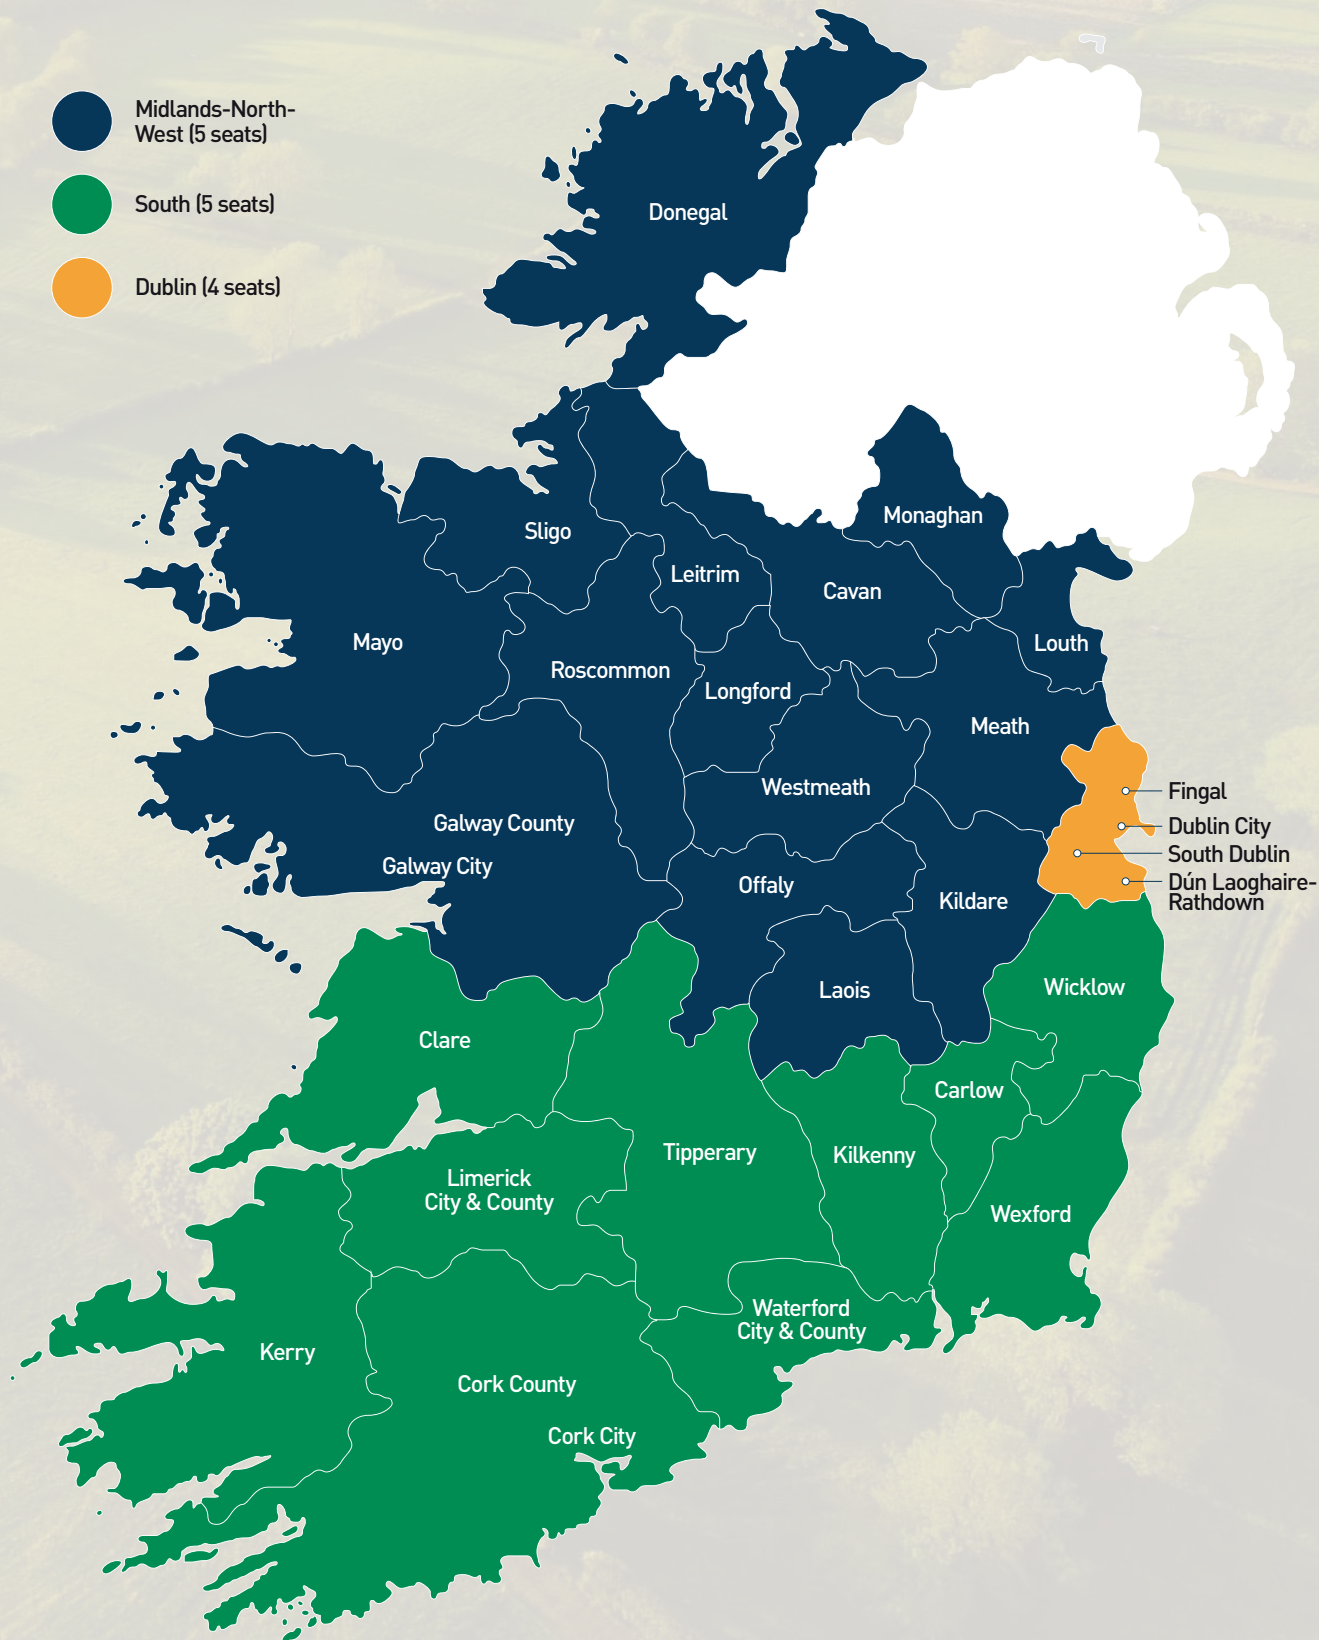 Midlands-North-
West (5 seats)
South (5 seats)
Dublin (4 seats)
Donegal
Monaghan
Sligo
Leitrim
Cavan
Mayo
Louth
Roscommon
Longford
Meath
Westmeath
Fingal
Galway County
Dublin City
South Dublin
Galway City
Offaly
Dún Laoghaire-
Rathdown
Kildare
Laois
Wicklow
Clare
Carlow
Tipperary
Kilkenny
Limerick
City & County
Wexford
Waterford
City & County
Kerry
Cork County
Cork City